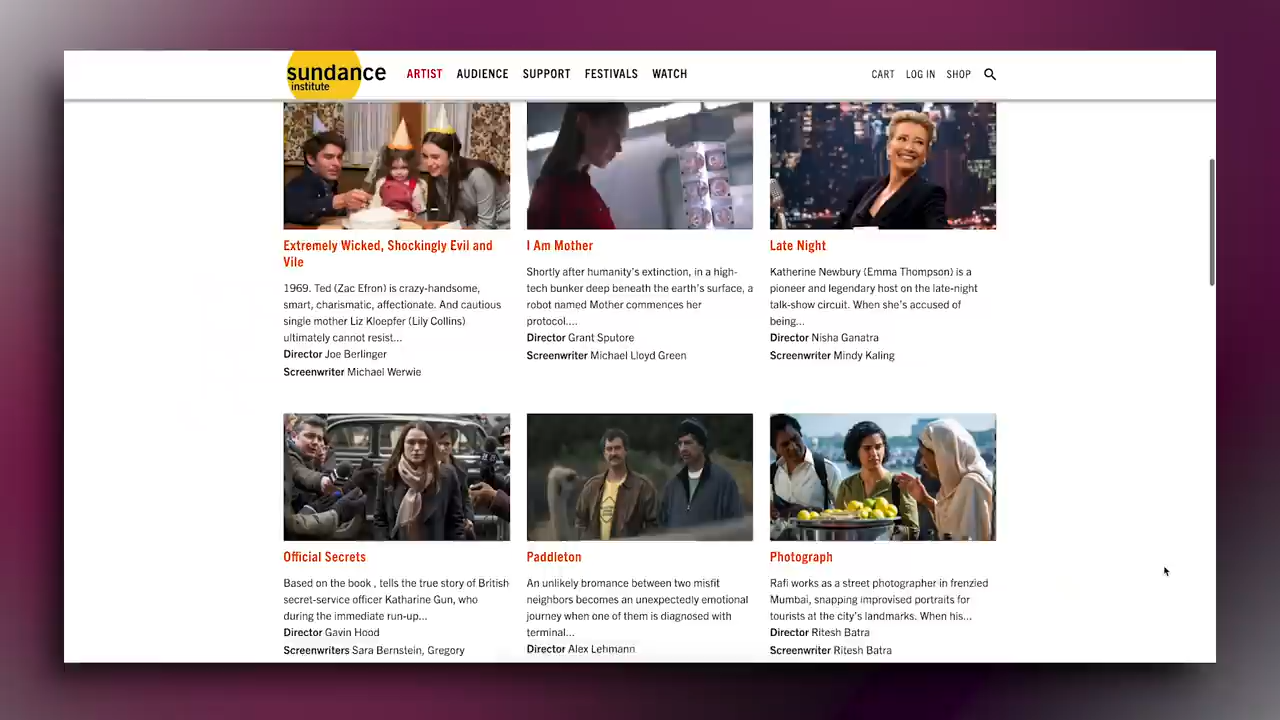 sundance
institute
ARTIST AUDIENCE SUPPORT FESTIVALS WATCH
CART LOG IN SHOP
Extremely Wicked, Shockingly Evil and
Vile
1969. Ted (Zac Efron) is crazy-handsome,
smart, charismatic, affectionate. And cautious
single mother Liz Kloepfer (Lily Collins)
ultimately cannot resist...
Director Joe Berlinger
Screenwriter Michael Werwie
I Am Mother
Shortly after humanity's extinction, in a high-
tech bunker deep beneath the earth's surface, a
robot named Mother commences her
protocol....
Director Grant Sputore
Screenwriter Michael Lloyd Green
Late Night
Katherine Newbury (Emma Thompson) is a
pioneer and legendary host on the late-night
talk-show circuit. When she's accused of
being...
Director Nisha Ganatra
Screenwriter Mindy Kaling
Official Secrets
Based on the book , tells the true story of British
secret-service officer Katharine Gun, who
during the immediate run-up...
Director Gavin Hood
Screenwriters Sara Bernstein, Gregory
Paddleton
An unlikely bromance between two misfit
neighbors becomes an unexpectedly emotional
journey when one of them is diagnosed with
terminal...
Director Alex Lehmann
Photograph
Rafi works as a street photographer in frenzied
Mumbai, snapping improvised portraits for
tourists at the city's landmarks. When his...
Director Ritesh Batra
Screenwriter Ritesh Batra